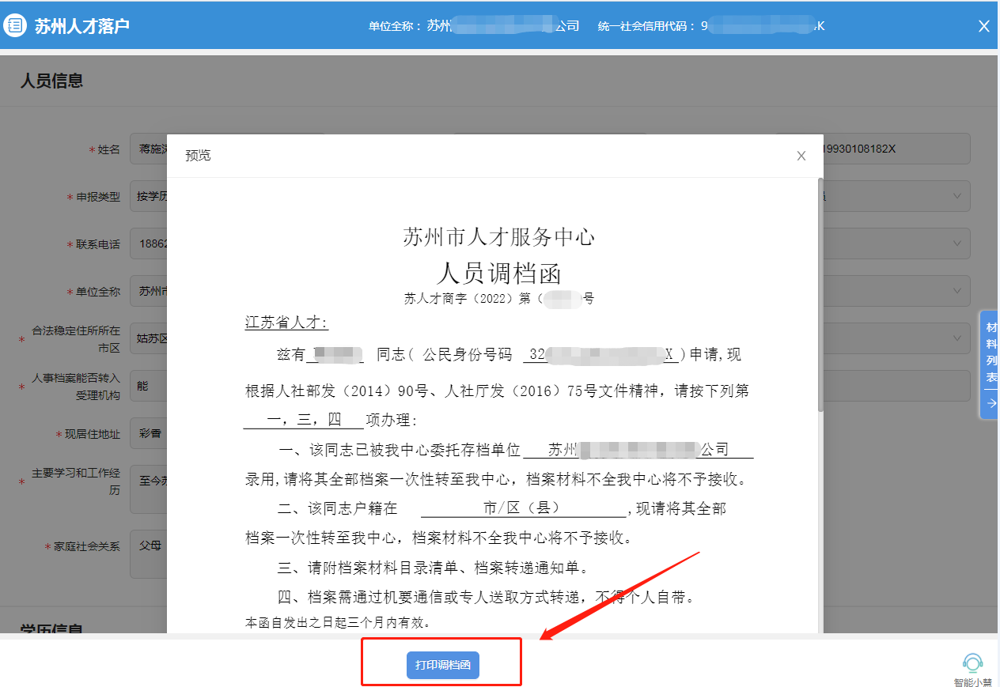 苏州人才落户
单位全称： 苏州 公司 统一社会信用代码： 9 K
人员信息
* 姓名 蒋施 19930108182X
* 申报类型 按学历
* 联系电话 18862
* 单位全称 苏州市
* 合法稳定住所所在市区 姑苏区
* 人事档案能否转入受理机构 能
* 现居住地址 彩香
* 主要学习和工作经历 至今苏
* 家庭社会关系 父母
学历信息
预览
苏州市人才服务中心
人员调档函
苏人才商字（2022）第（ 号
江苏省人才:
兹有 同志( 公民身份号码 32 X )申请,现
根据人社部发（2014）90号、人社厅发（2016）75号文件精神，请按下列第
一，三，四 项办理:
一、该同志已被我中心委托存档单位 苏州 公司
录用,请将其全部档案一次性转至我中心，档案材料不全我中心将不予接收。
二、该同志户籍在 市/区（县） ,现请将其全部
档案一次性转至我中心，档案材料不全我中心将不予接收。
三、请附档案材料目录清单、档案转递通知单。
四、档案需通过机要通信或专人送取方式转递，不得个人自带。
本函自发出之日起三个月内有效。
打印调档函
材料列表
智能小慧